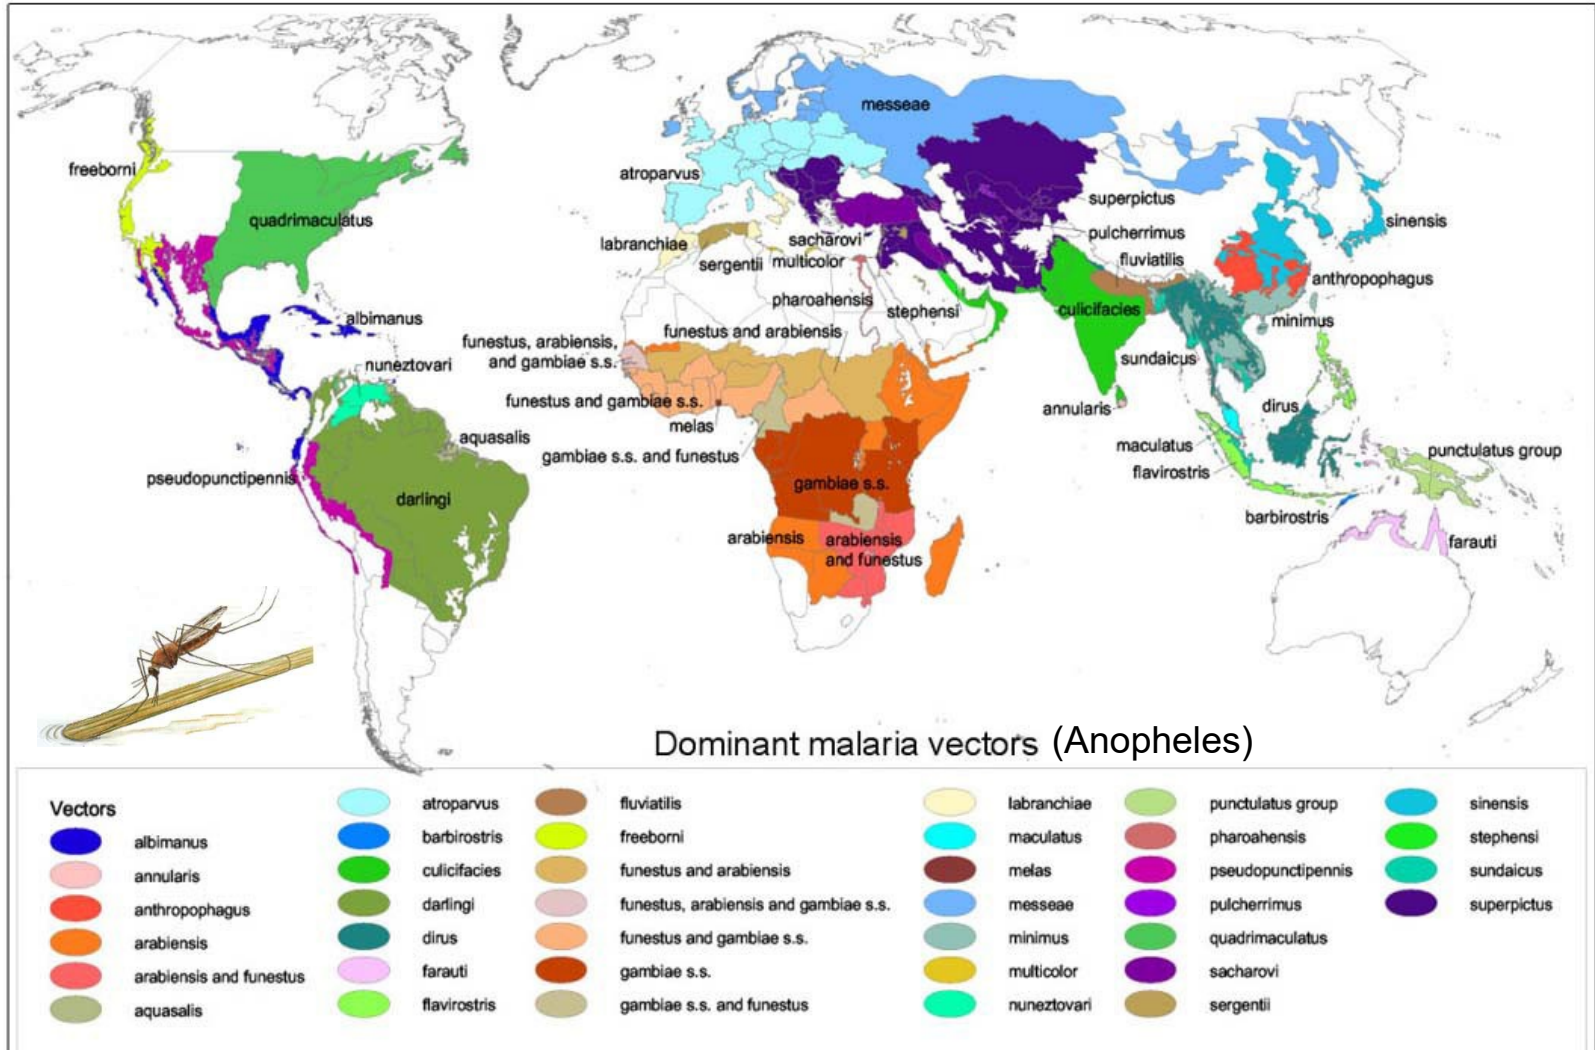 messeae
freeborni
atroparvus
quadrimaculatus
superpictus
sinensis
pulcherrimus
labranchiae
sacharovi
sergentii
multicolor
fluviatilis
anthropophagus
pharoahensis
stephensi
culicifacies
albimanus
funestus and arabiensis
minimus
funestus, arabiensis,
and gambiae s.s.
nuneztovari
sundaicus
funestus and gambiae s.s.
annularis
dirus
melas
aquasalis
gambiae s.s. and funestus
maculatus
punctulatus group
flavirostris
pseudopunctipennis
darlingi
gambiae s.s.
barbirostris
arabiensis
arabiensis
and funestus
farauti
Dominant malaria vectors (Anopheles)
Vectors
albimanus
annularis
anthropophagus
arabiensis
arabiensis and funestus
aquasalis
atroparvus
barbirostris
culicifacies
darlingi
dirus
farauti
flavirostris
fluviatilis
freeborni
funestus and arabiensis
funestus, arabiensis and gambiae s.s.
funestus and gambiae s.s.
gambiae s.s.
gambiae s.s. and funestus
labranchiae
maculatus
melas
messeae
minimus
multicolor
nuneztovari
punctulatus group
pharoahensis
pseudopunctipennis
pulcherrimus
quadrimaculatus
sacharovi
sergentii
sinensis
stephensi
sundaicus
superpictus